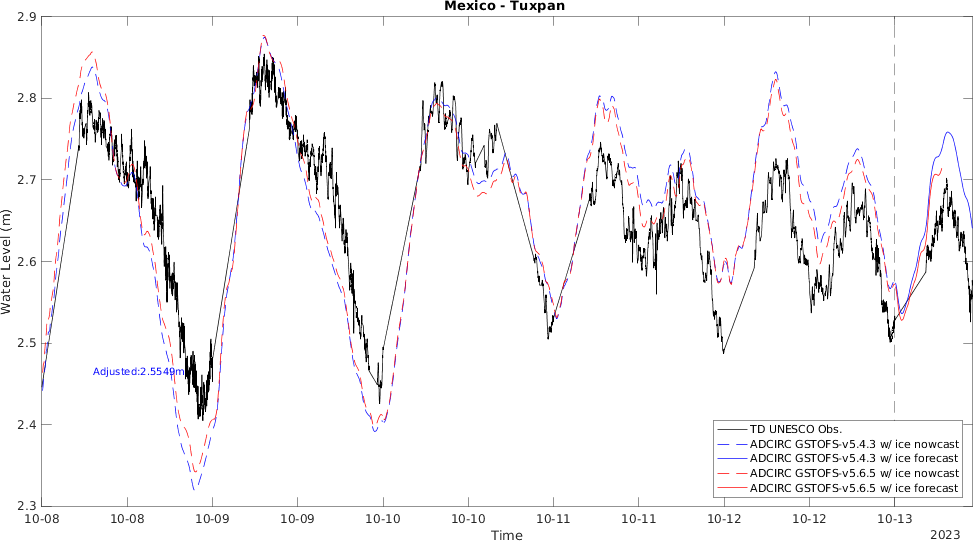 Mexico - Tuxpan
2.9
2.8
2.7
2.6
2.5
2.4
2.3
Water Level (m)
Adjusted:2.5549m
TD UNESCO Obs.
ADCIRC GSTOFS-v5.4.3 w/ ice nowcast
ADCIRC GSTOFS-v5.4.3 w/ ice forecast
ADCIRC GSTOFS-v5.6.5 w/ ice nowcast
ADCIRC GSTOFS-v5.6.5 w/ ice forecast
10-08 10-08 10-09 10-09 10-10 10-10 10-11 10-11 10-12 10-12 10-13
Time
2023